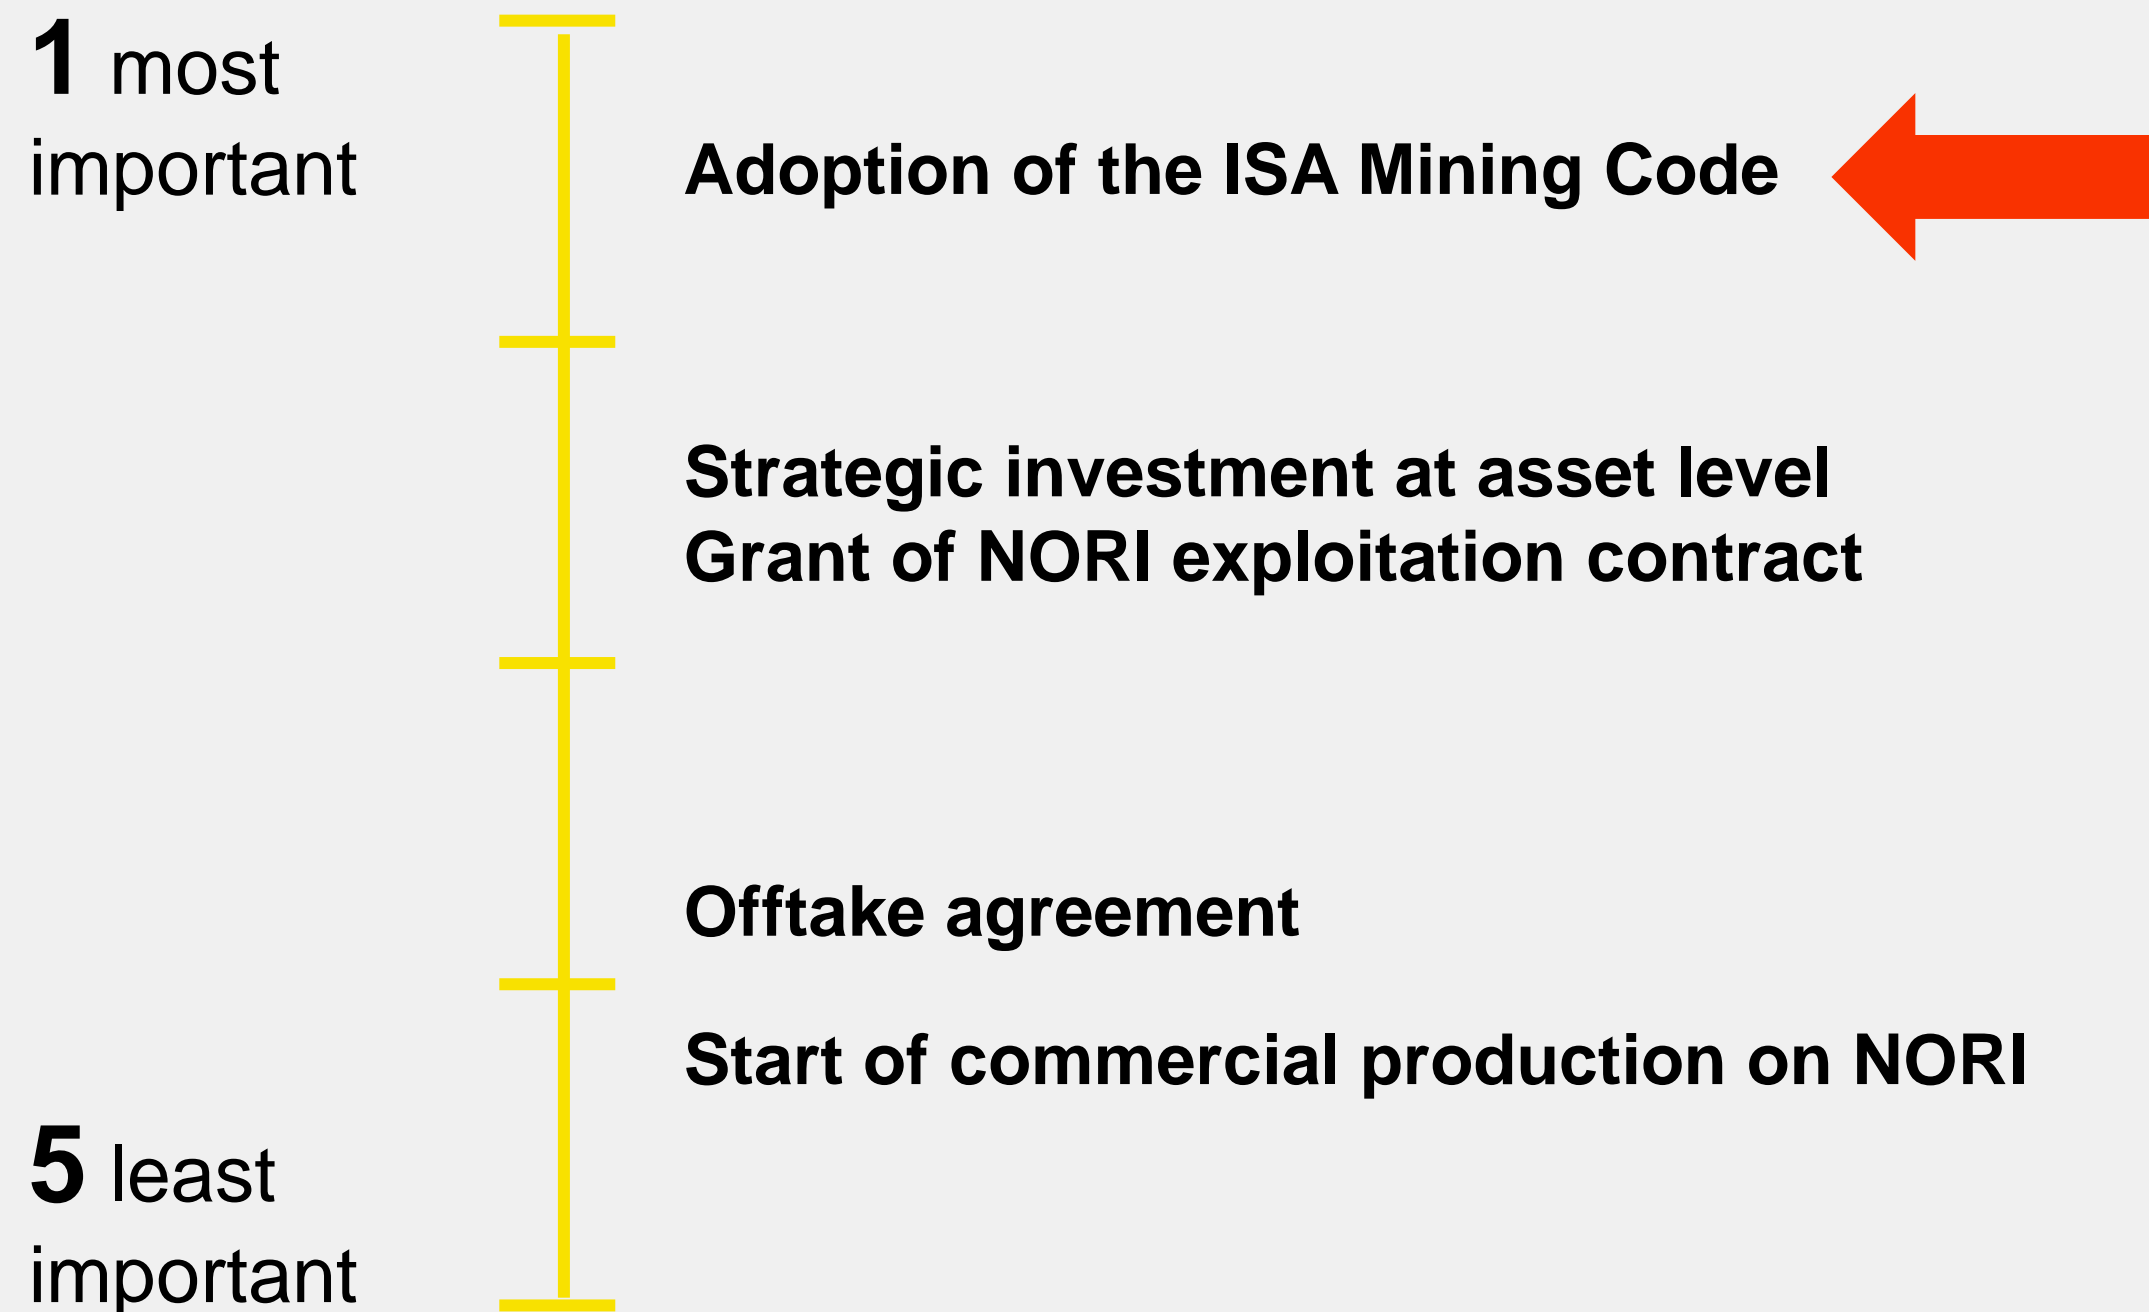 1 most
important
Adoption of the ISA Mining Code
Strategic investment at asset level
Grant of NORI exploitation contract
Offtake agreement
Start of commercial production on NORI
5 least
important